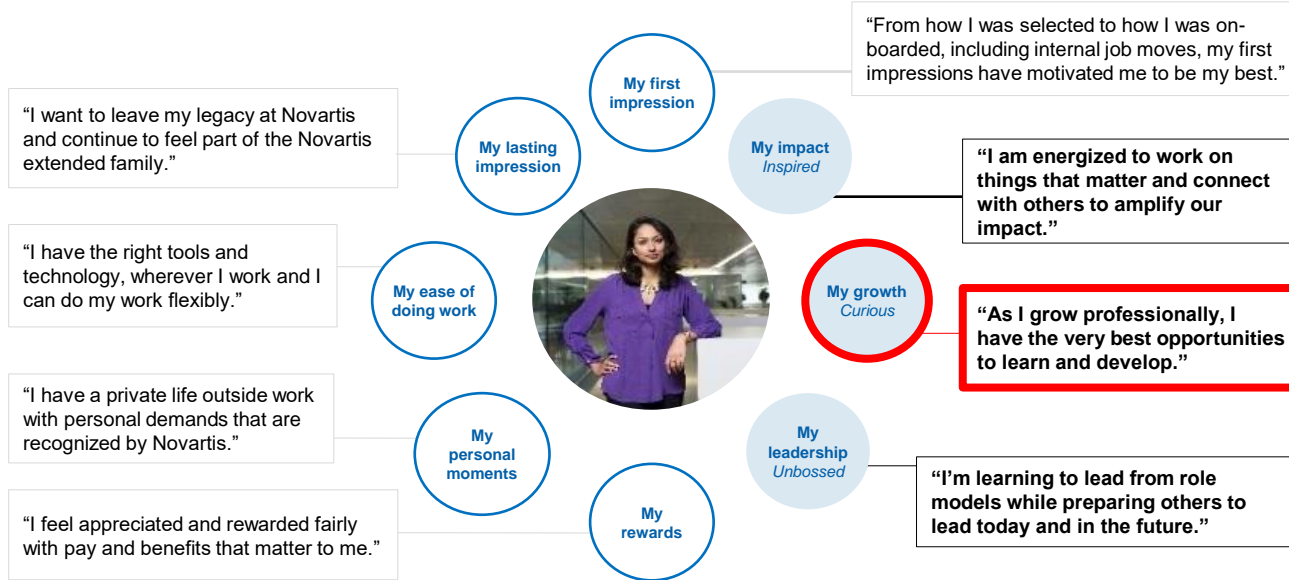 “From how I was selected to how I was on-
boarded, including internal job moves, my first
impressions have motivated me to be my best.”
My first
impression
“I want to leave my legacy at Novartis
and continue to feel part of the Novartis
extended family.”
My lasting
impression
My impact
Inspired
“I am energized to work on
things that matter and connect
with others to amplify our
impact.”
“I have the right tools and
technology, wherever I work and I
can do my work flexibly.”
My ease of
doing work
My growth
Curious
“As I grow professionally, I
have the very best opportunities
to learn and develop.”
“I have a private life outside work
with personal demands that are
recognized by Novartis.”
My
personal
moments
My
leadership
Unbossed
“I’m learning to lead from role
models while preparing others to
lead today and in the future.”
“I feel appreciated and rewarded fairly
with pay and benefits that matter to me.”
My
rewards